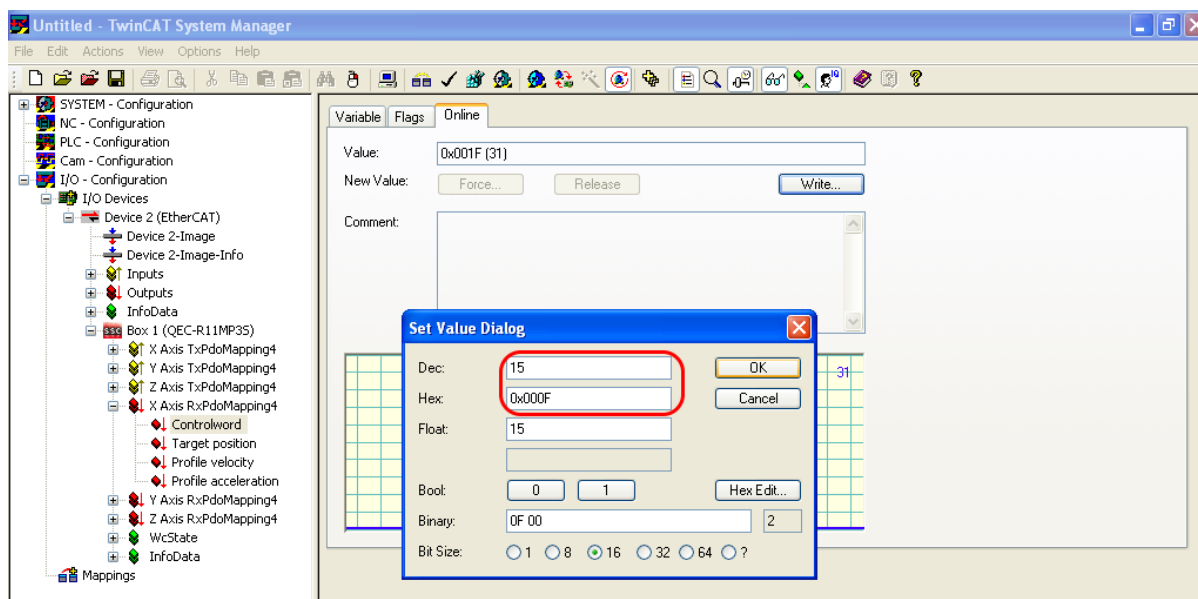 Untitled - TwinCAT System Manager
File Edit Actions View Options Help
SYSTEM - Configuration
NC - Configuration
PLC - Configuration
Cam - Configuration
I/O - Configuration
I/O Devices
Device 2 (EtherCAT)
Device 2-Image
Device 2-Image-Info
Inputs
Outputs
InfoData
Box 1 (QEC-R11MP3S)
X Axis TxPdoMapping4
Y Axis TxPdoMapping4
Z Axis TxPdoMapping4
X Axis RxPdoMapping4
Controlword
Target position
Profile velocity
Profile acceleration
Y Axis RxPdoMapping4
Z Axis RxPdoMapping4
WcState
InfoData
Mappings
Variable Flags Online
Value: 0x001F (31)
New Value: Force... Release Write...
Comment:
31
Set Value Dialog
Dec: 15 OK
Hex: 0x000F Cancel
Float: 15
Bool: 0 1 Hex Edit...
Binary: 0F 00 2
Bit Size: 1 8 16 32 64 ?